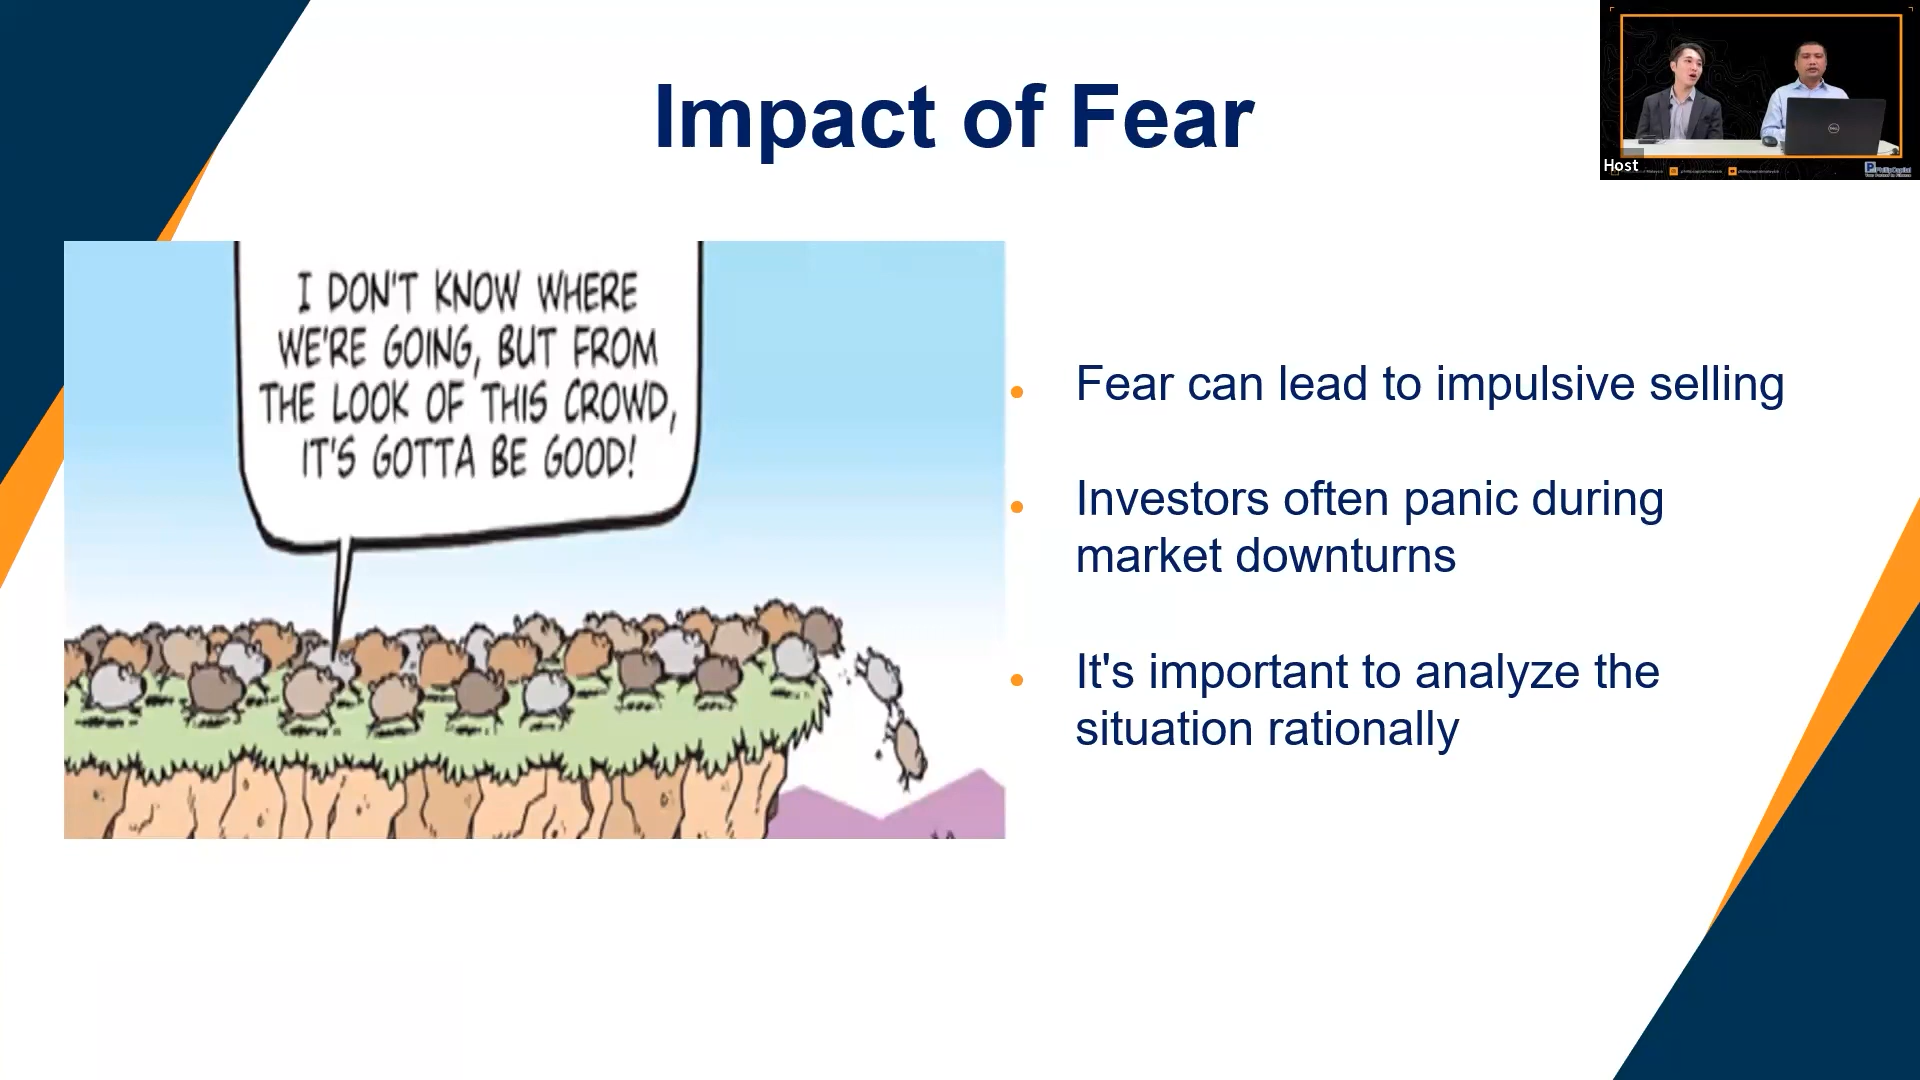 Impact of Fear
Host
PhillipCapital
I DON'T KNOW WHERE
WE'RE GOING, BUT FROM
THE LOOK OF THIS CROWD,
IT'S GOTTA BE GOOD!
Fear can lead to impulsive selling
Investors often panic during
market downturns
It's important to analyze the
situation rationally